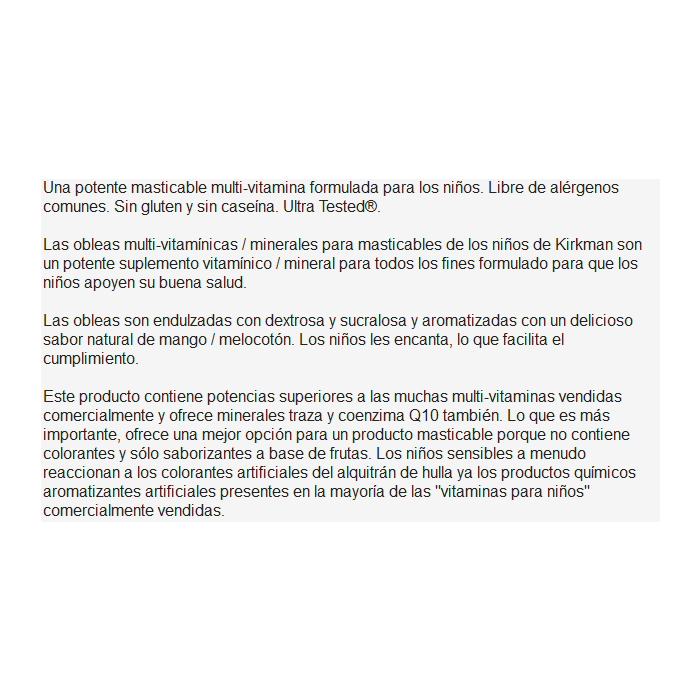 Una potente masticable multi-vitamina formulada para los niños. Libre de alérgenos
comunes. Sin gluten y sin caseína. Ultra Tested®.
Las obleas multi-vitamínicas / minerales para masticables de los niños de Kirkman son
un potente suplemento vitamínico / mineral para todos los fines formulado para que los
niños apoyen su buena salud.
Las obleas son endulzadas con dextrosa y sucralosa y aromatizadas con un delicioso
sabor natural de mango / melocotón. Los niños les encanta, lo que facilita el
cumplimiento.
Este producto contiene potencias superiores a las muchas multi-vitaminas vendidas
comercialmente y ofrece minerales traza y coenzima Q10 también. Lo que es más
importante, ofrece una mejor opción para un producto masticable porque no contiene
colorantes y sólo saborizantes a base de frutas. Los niños sensibles a menudo
reaccionan a los colorantes artificiales del alquitrán de hulla ya los productos químicos
aromatizantes artificiales presentes en la mayoría de las "vitaminas para niños"
comercialmente vendidas.